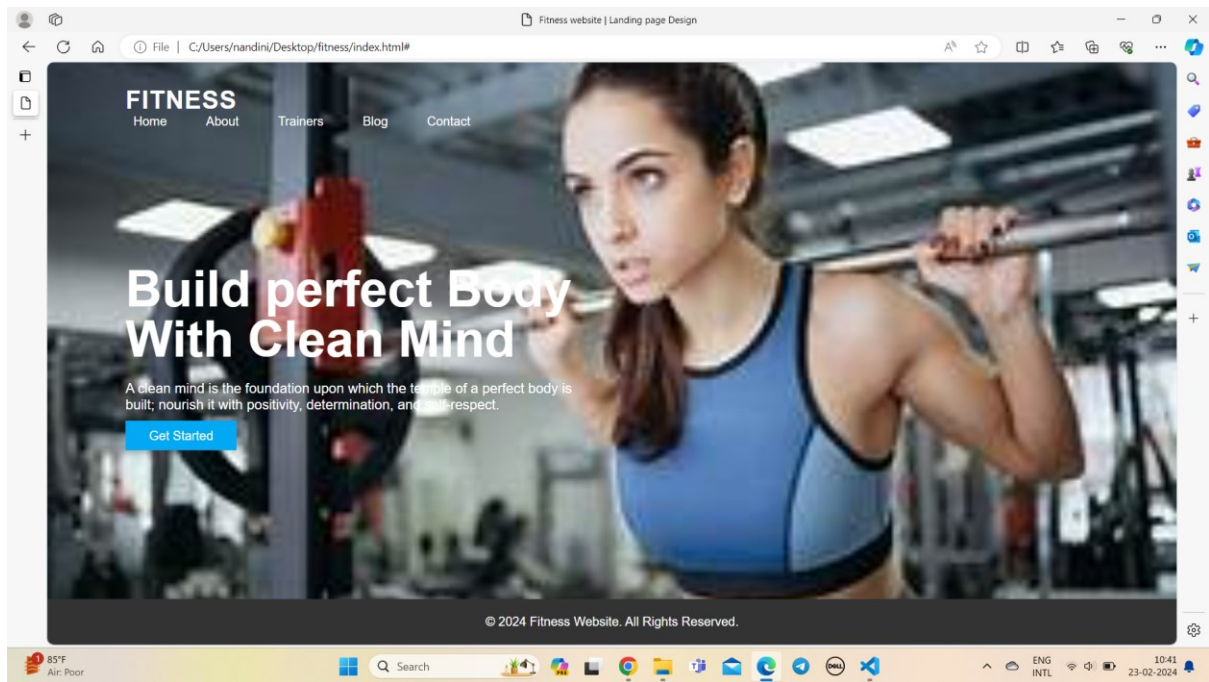 Fitness website | Landing page Design
File | C:/Users/nandini/Desktop/fitness/index.html#
FITNESS
Home About Trainers Blog Contact
Build perfect Body
With Clean Mind
A clean mind is the foundation upon which the temple of a perfect body is
built; nourish it with positivity, determination, and self-respect.
Get Started
© 2024 Fitness Website. All Rights Reserved.
1
85°F
Air: Poor
Search
PRE
DELL
ENG
INTL
10:41
23-02-2024